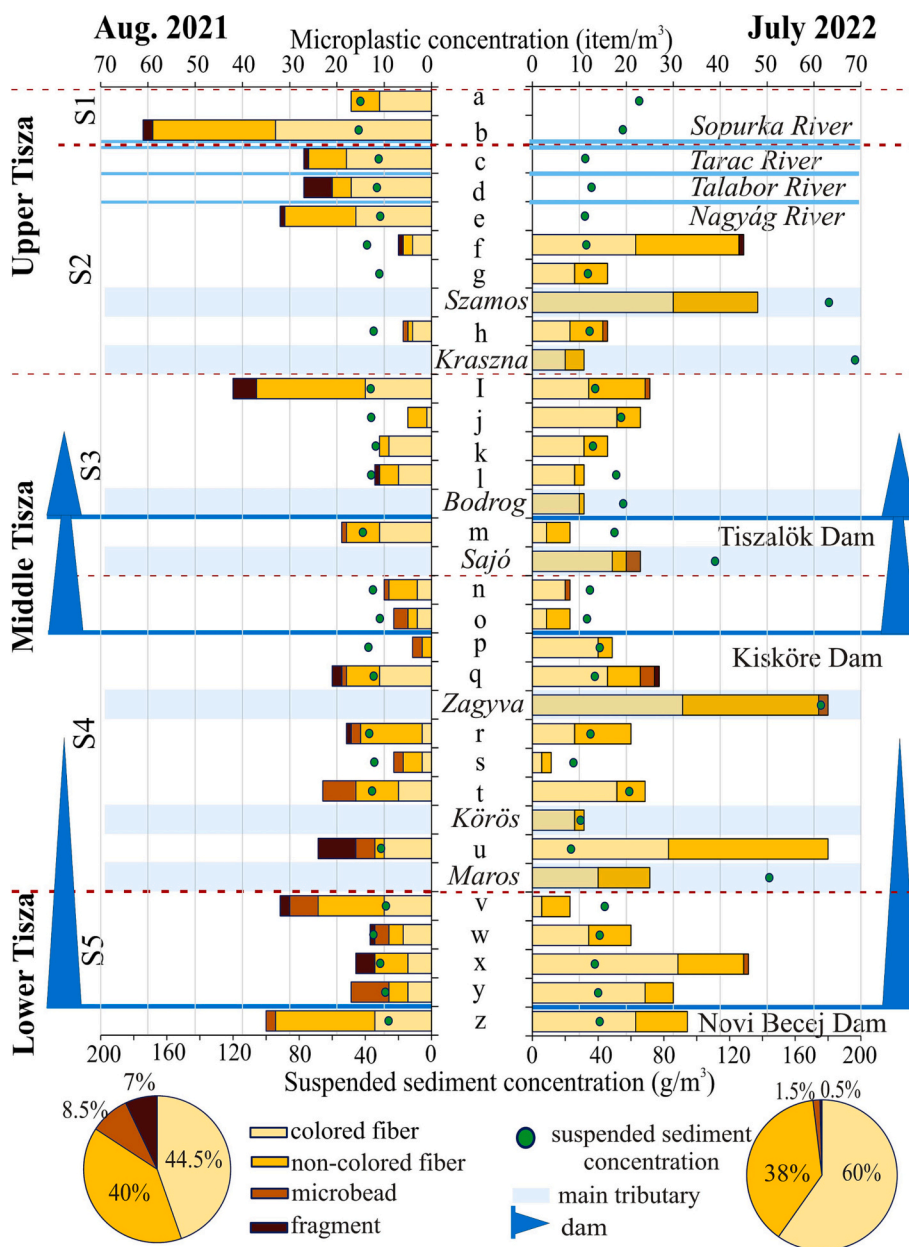 Aug. 2021
July 2022
Microplastic concentration (item/m³)
70 60 50 40 30 20 10 0
0 10 20 30 40 50 60 70
Upper Tisza
Middle Tisza
Lower Tisza
S1
S2
S3
S4
S5
a
b
Sopurka River
c
Tarac River
d
Talabor River
e
Nagyág River
f
g
Szamos
h
Kraszna
I
j
k
l
Bodrog
m
Tiszalök Dam
Sajó
n
o
p
Kisköre Dam
q
Zagyva
r
s
t
Körös
u
Maros
v
w
x
y
z
Novi Becej Dam
200 160 120 80 40 0
0 40 80 120 160 200
Suspended sediment concentration (g/m³)
7%
8.5%
44.5%
40%
colored fiber
non-colored fiber
microbead
fragment
suspended sediment
concentration
main tributary
dam
1.5%
0.5%
38%
60%